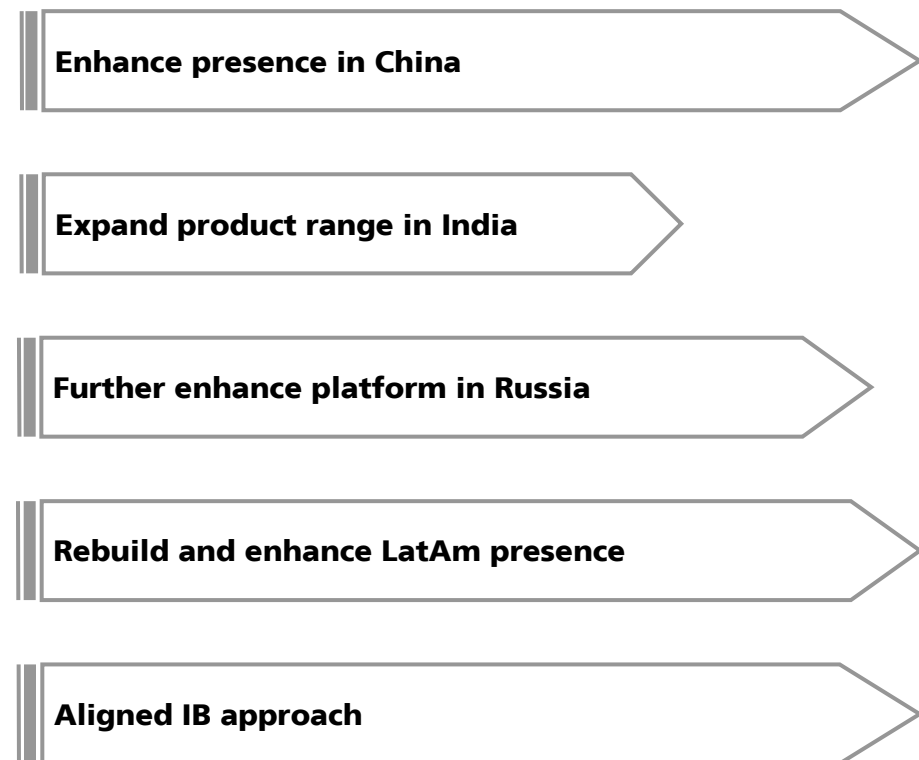 Enhance presence in China
Expand product range in India
Further enhance platform in Russia
Rebuild and enhance LatAm presence
Aligned IB approach